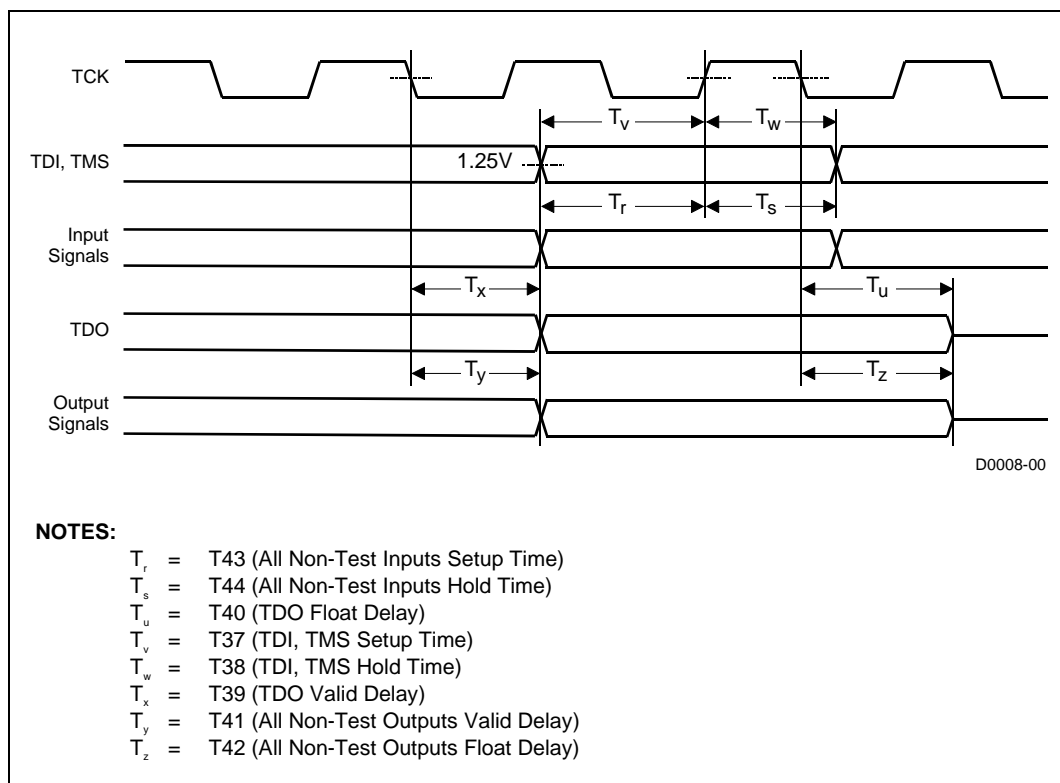 TCK
Tv
Tw
TDI, TMS
1.25V
Tr
Ts
Input
Signals
Tx
Tu
TDO
Ty
Tz
Output
Signals
D0008-00
NOTES:
Tr = T43 (All Non-Test Inputs Setup Time)
Ts = T44 (All Non-Test Inputs Hold Time)
Tu = T40 (TDO Float Delay)
Tv = T37 (TDI, TMS Setup Time)
Tw = T38 (TDI, TMS Hold Time)
Tx = T39 (TDO Valid Delay)
Ty = T41 (All Non-Test Outputs Valid Delay)
Tz = T42 (All Non-Test Outputs Float Delay)